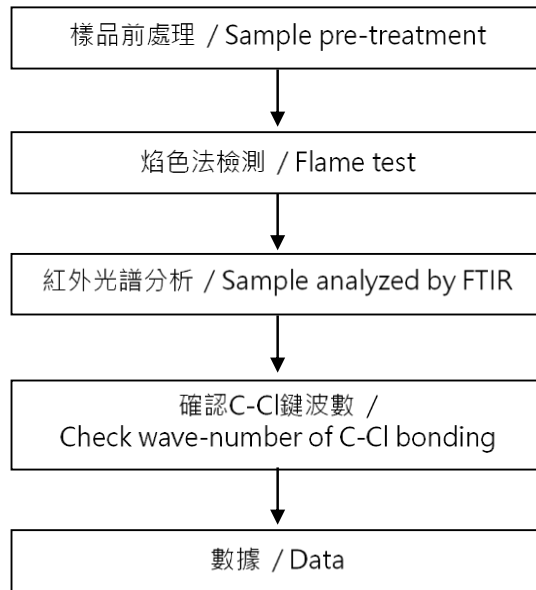 樣品前處理 / Sample pre-treatment
焰色法檢測 / Flame test
紅外光譜分析 / Sample analyzed by FTIR
確認C-Cl鍵波數 /
Check wave-number of C-Cl bonding
數據 / Data